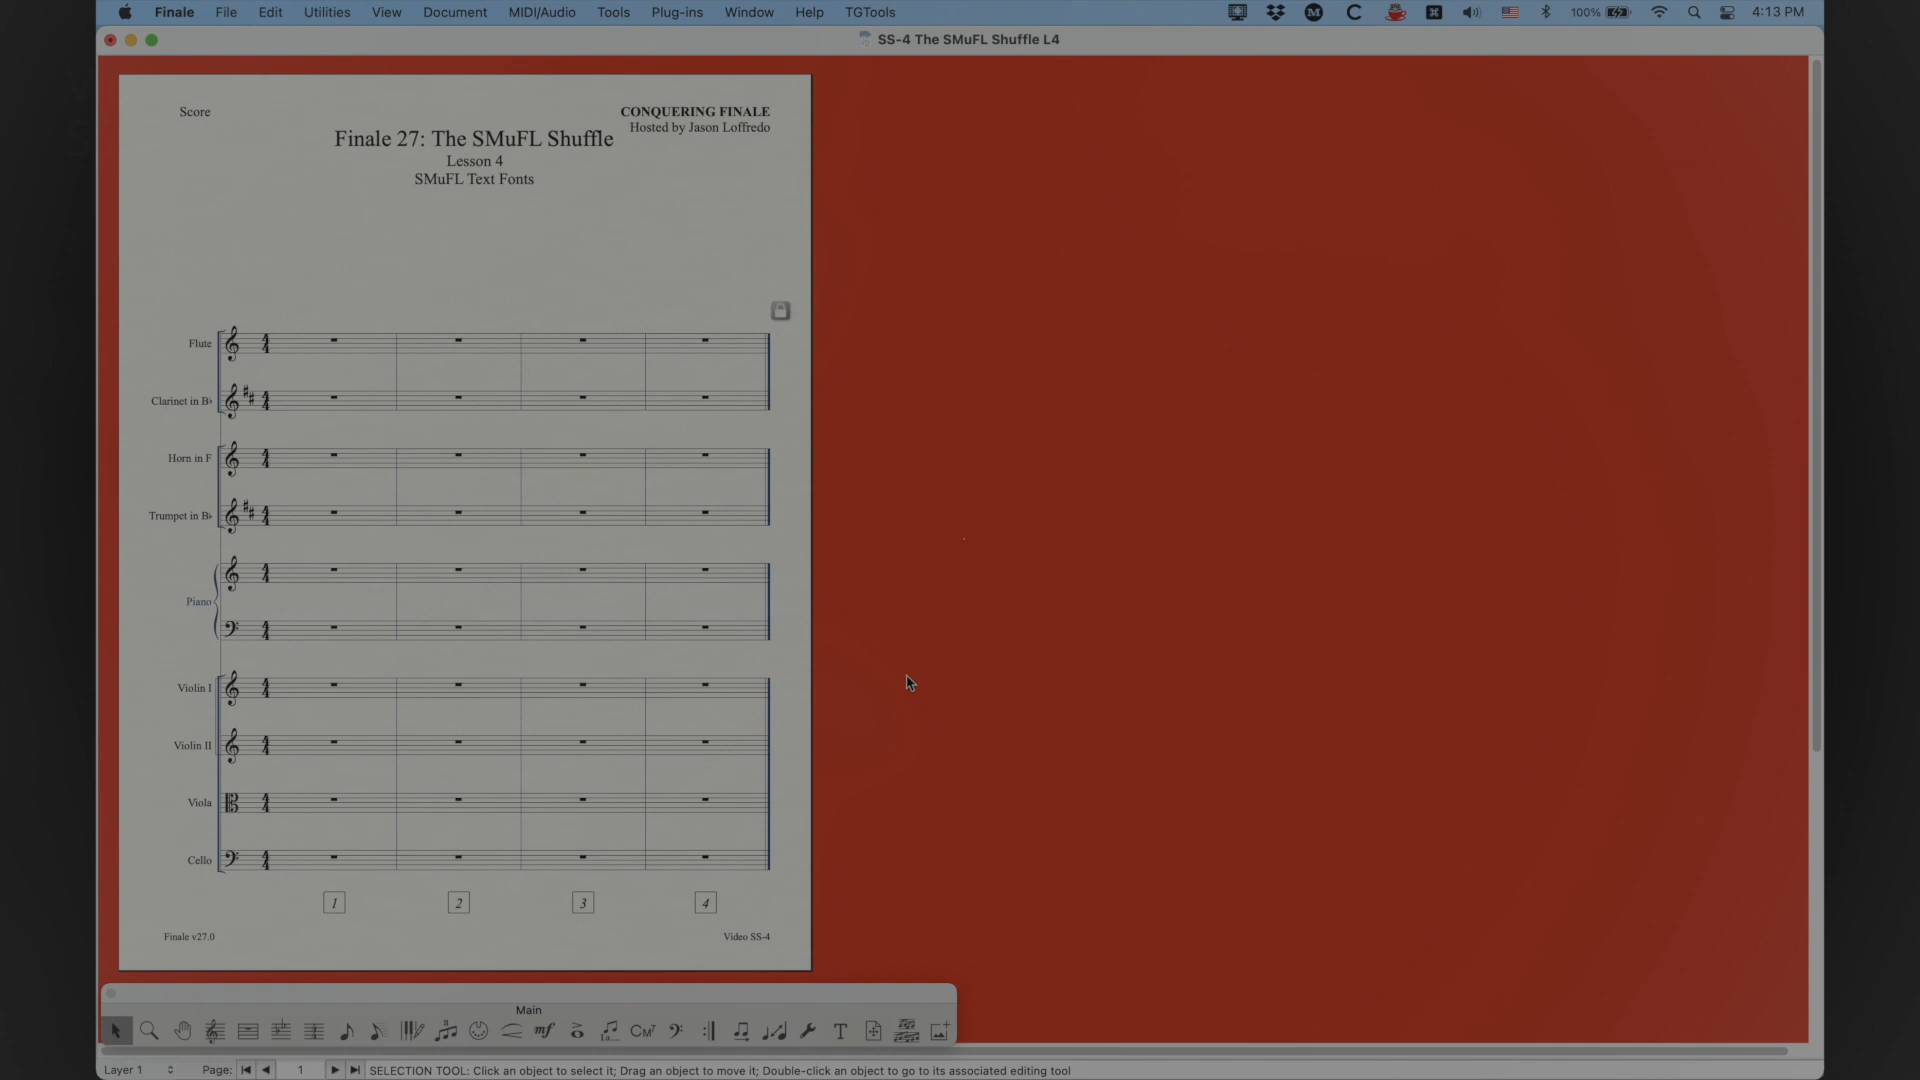 Finale File Edit Utilities View Document MIDI/Audio Tools Plug-ins Window Help TGTools 100% 4:13 PM
SS-4 The SMuFL Shuffle L4
Score
CONQUERING FINALE
Hosted by Jason Loffredo
Finale 27: The SMuFL Shuffle
Lesson 4
SMuFL Text Fonts
Flute
Clarinet in B♭
Horn in F
Trumpet in B♭
Piano
Violin I
Violin II
Viola
Cello
1 2 3 4
Finale v27.0 Video SS-4
Main
mf CM7 T
Layer 1 Page: 1 SELECTION TOOL: Click an object to select it; Drag an object to move it; Double-click an object to go to its associated editing tool